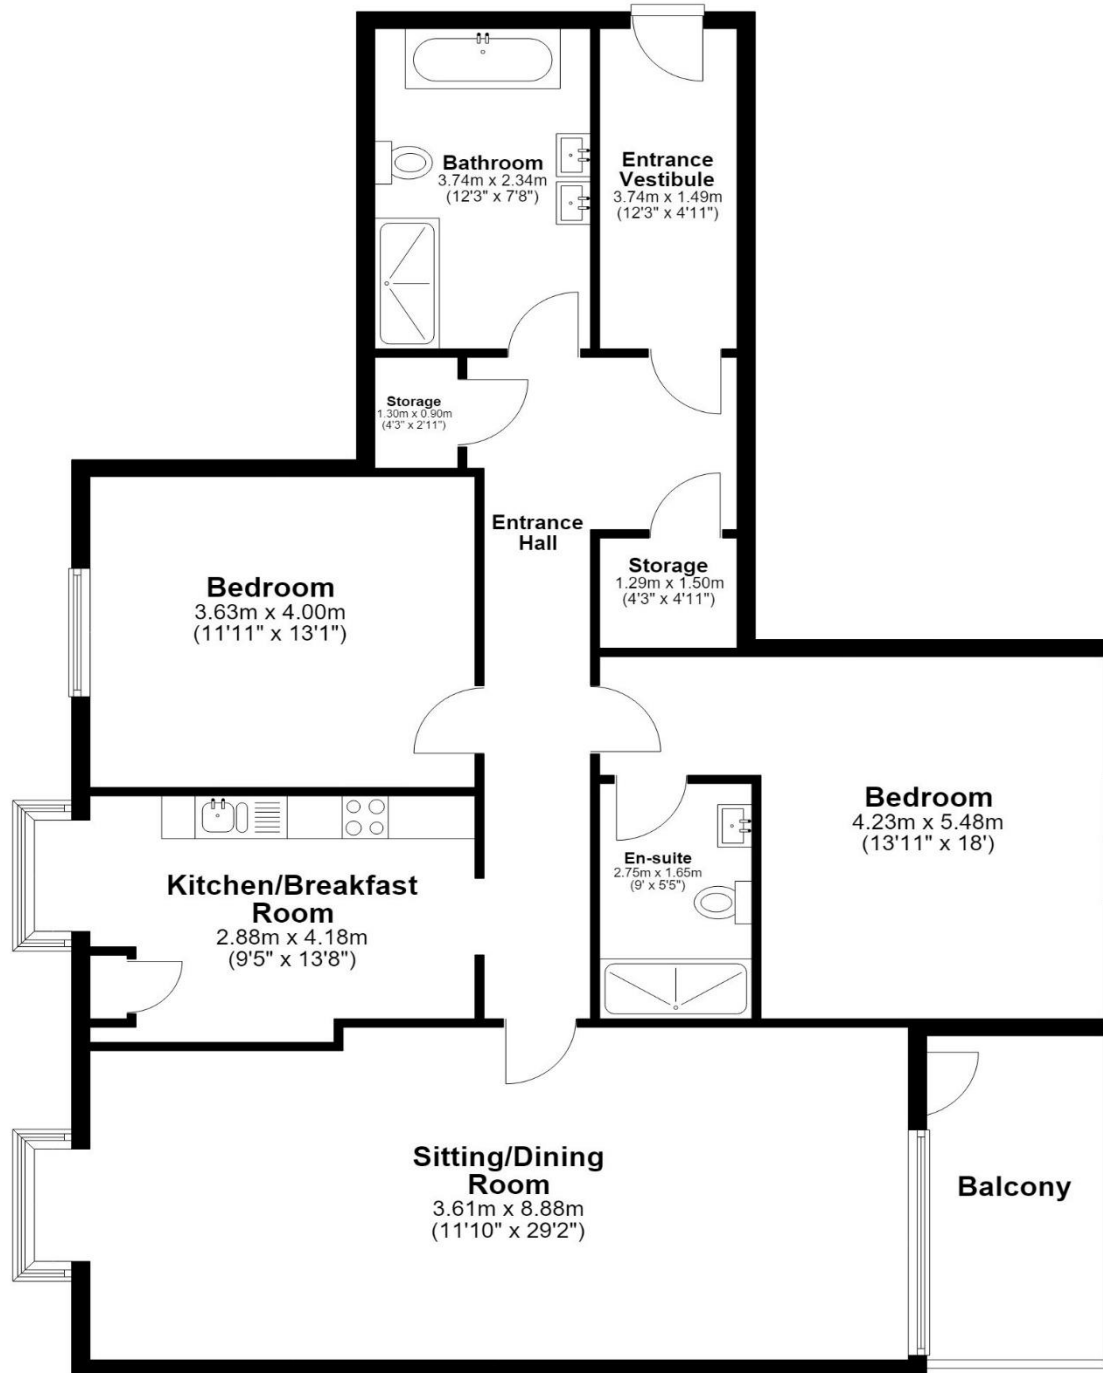 Bathroom
3.74m x 2.34m
(12'3" x 7'8")
Entrance
Vestibule
3.74m x 1.49m
(12'3" x 4'11")
Storage
1.30m x 0.90m
(4'3" x 2'11")
Entrance
Hall
Storage
1.29m x 1.50m
(4'3" x 4'11")
Bedroom
3.63m x 4.00m
(11'11" x 13'1")
Bedroom
4.23m x 5.48m
(13'11" x 18')
En-suite
2.75m x 1.65m
(9' x 5'5")
Kitchen/Breakfast
Room
2.88m x 4.18m
(9'5" x 13'8")
Sitting/Dining
Room
3.61m x 8.88m
(11'10" x 29'2")
Balcony